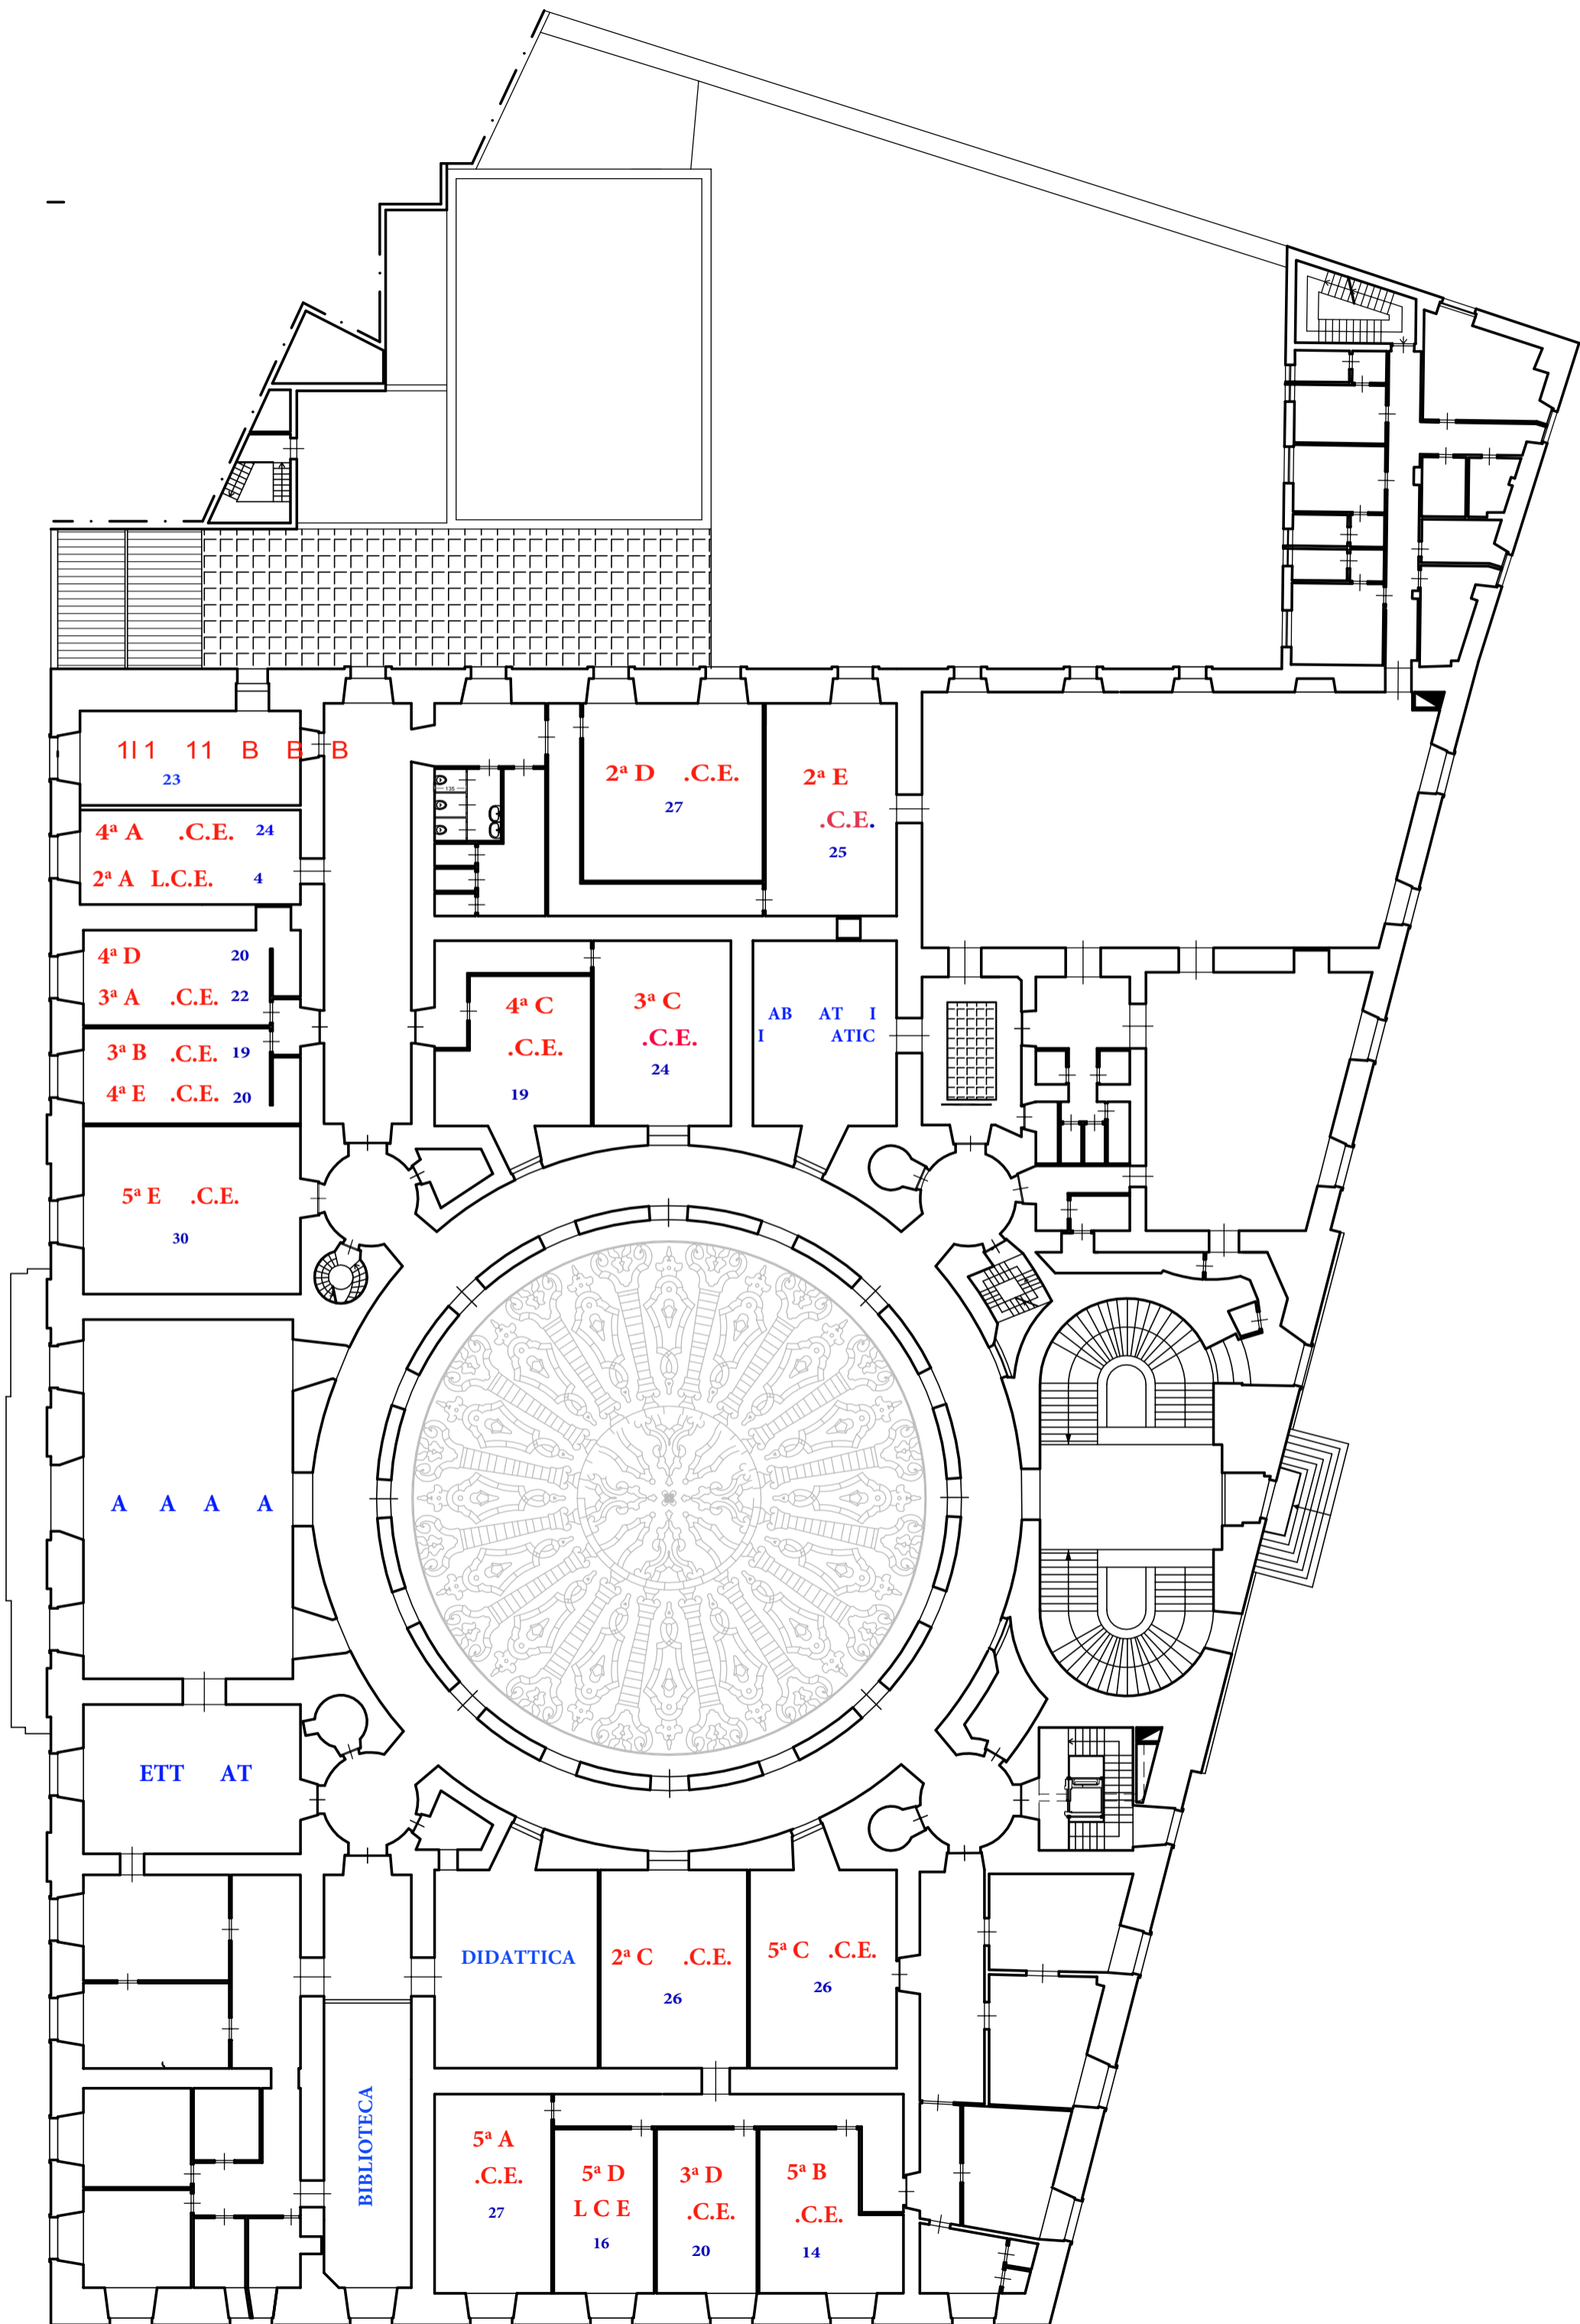 1I1 11 B B B
23
4ª A .C.E. 24
2ª A L.C.E. 4
4ª D 20
3ª A .C.E. 22
3ª B .C.E. 19
4ª E .C.E. 20
5ª E .C.E.
30
135
2ª D .C.E.
27
2ª E
.C.E.
25
4ª C
.C.E.
19
3ª C
.C.E.
24
AB AT I
I ATIC
A A A A
ETT AT
DIDATTICA
2ª C .C.E.
26
5ª C .C.E.
26
BIBLIOTECA
5ª A
.C.E.
27
5ª D
L C E
16
3ª D
.C.E.
20
5ª B
.C.E.
14